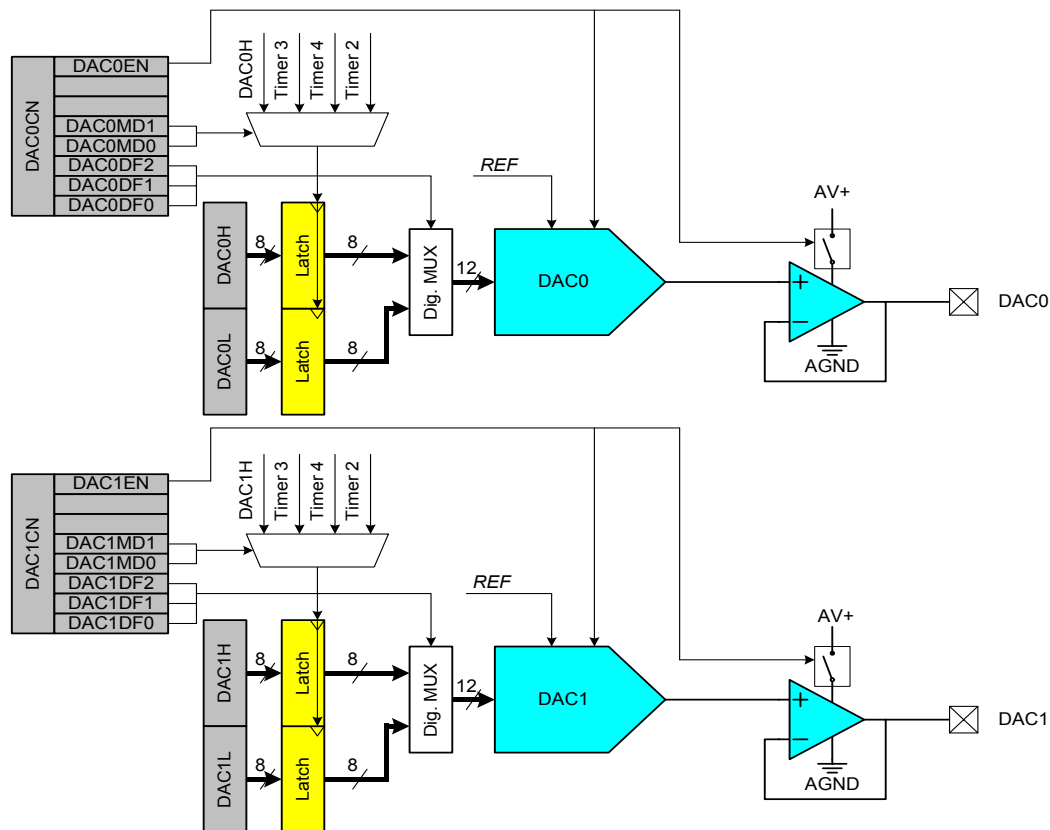 DAC0CN
DAC0EN
DAC0MD1
DAC0MD0
DAC0DF2
DAC0DF1
DAC0DF0
DAC0H
Timer 3
Timer 4
Timer 2
DAC0H
DAC0L
8
8
Latch
Latch
8
8
Dig. MUX
12
REF
DAC0
AV+
+
−
AGND
DAC0
DAC1CN
DAC1EN
DAC1MD1
DAC1MD0
DAC1DF2
DAC1DF1
DAC1DF0
DAC1H
Timer 3
Timer 4
Timer 2
DAC1H
DAC1L
8
8
Latch
Latch
8
8
Dig. MUX
12
REF
DAC1
AV+
+
−
AGND
DAC1